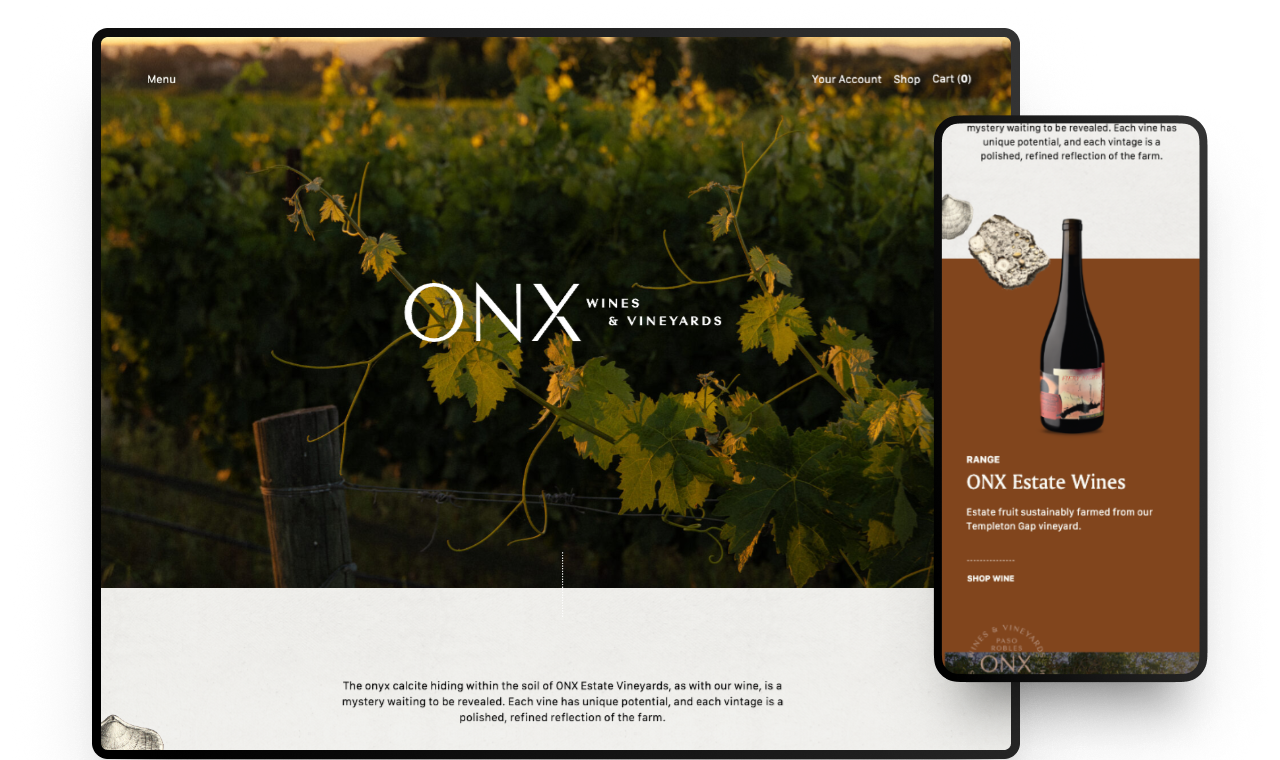 Menu
Your Account Shop Cart (0)
ONX WINES
& VINEYARDS
The onyx calcite hiding within the soil of ONX Estate Vineyards, as with our wine, is a
mystery waiting to be revealed. Each vine has unique potential, and each vintage is a
polished, refined reflection of the farm.
mystery waiting to be revealed. Each vine has
unique potential, and each vintage is a
polished, refined reflection of the farm.
RANGE
ONX Estate Wines
Estate fruit sustainably farmed from our
Templeton Gap vineyard.
SHOP WINE
WINES & VINEYARDS
PASO
ROBLES
ONX